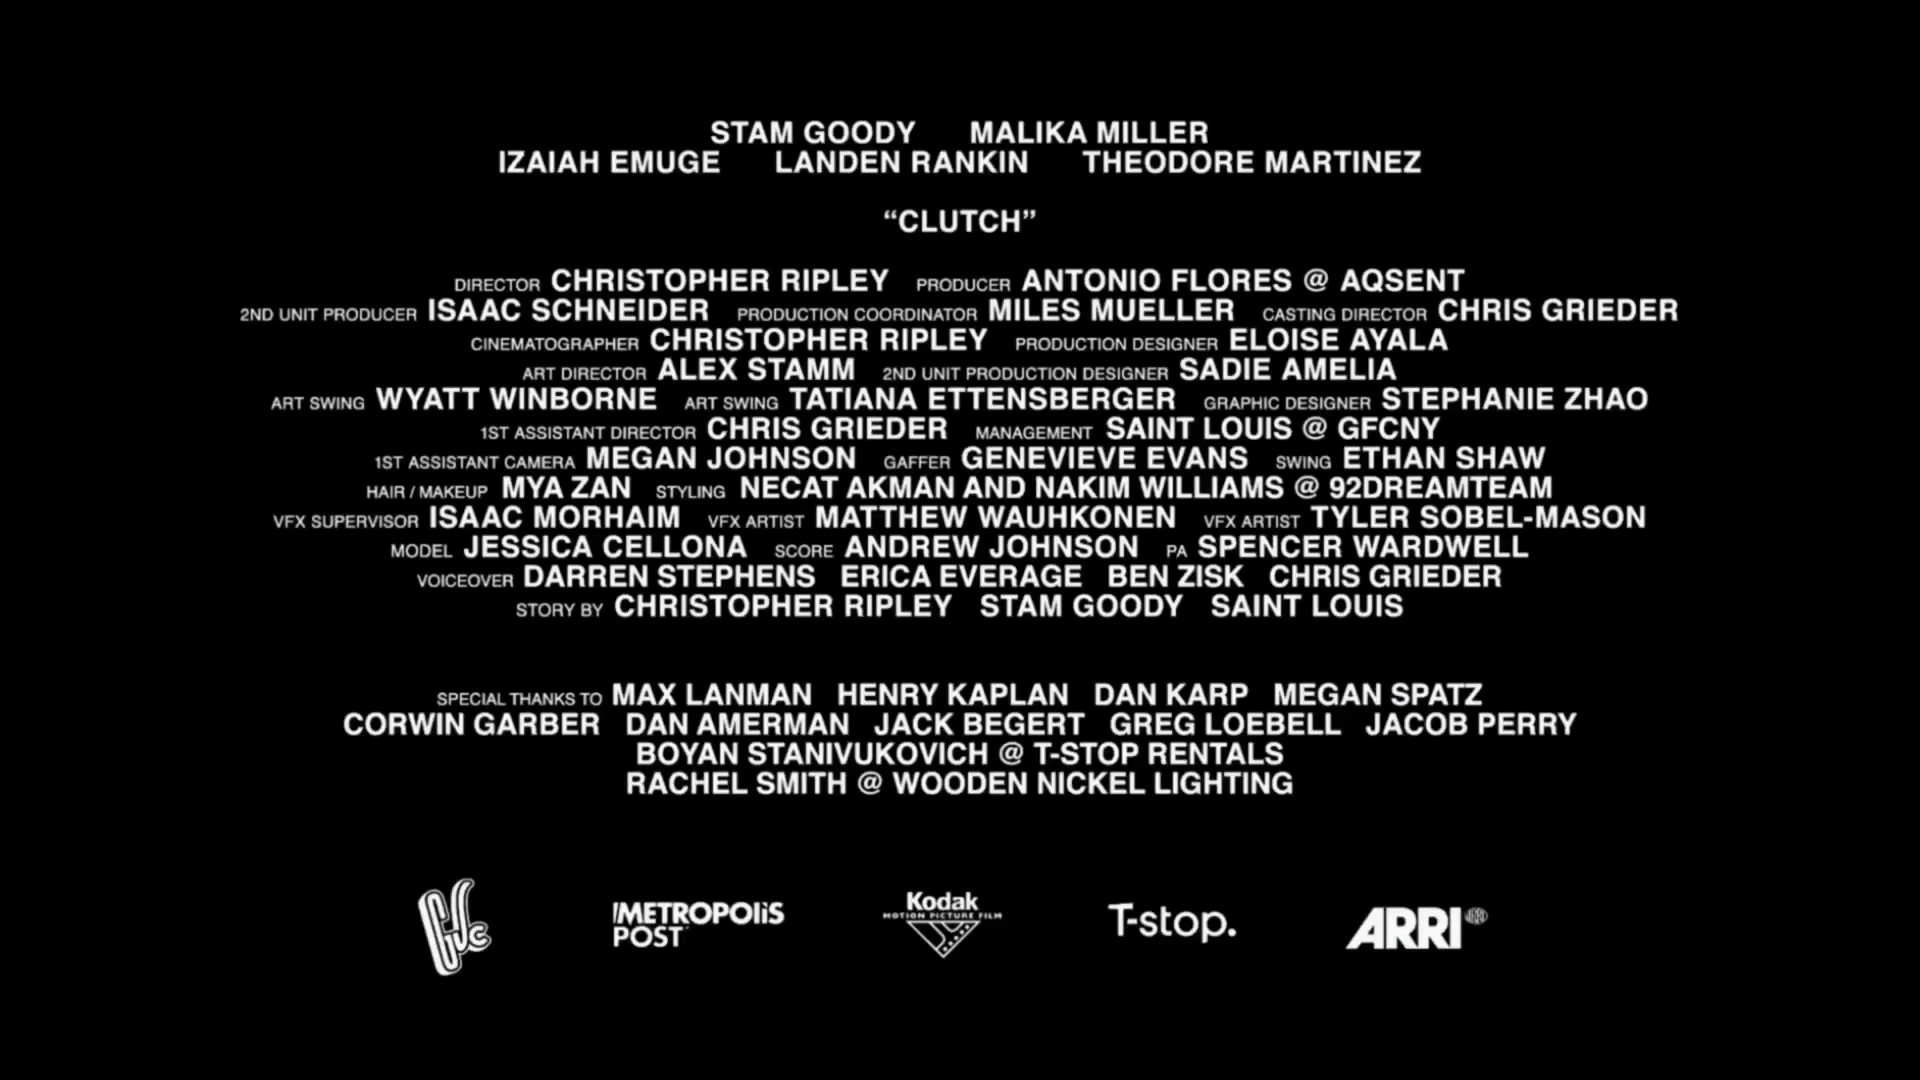 STAM GOODY MALIKA MILLER
IZAIAH EMUGE LANDEN RANKIN THEODORE MARTINEZ
“CLUTCH”
DIRECTOR CHRISTOPHER RIPLEY PRODUCER ANTONIO FLORES @ AQSENT
2ND UNIT PRODUCER ISAAC SCHNEIDER PRODUCTION COORDINATOR MILES MUELLER CASTING DIRECTOR CHRIS GRIEDER
CINEMATOGRAPHER CHRISTOPHER RIPLEY PRODUCTION DESIGNER ELOISE AYALA
ART DIRECTOR ALEX STAMM 2ND UNIT PRODUCTION DESIGNER SADIE AMELIA
ART SWING WYATT WINBORNE ART SWING TATIANA ETTENSBERGER GRAPHIC DESIGNER STEPHANIE ZHAO
1ST ASSISTANT DIRECTOR CHRIS GRIEDER MANAGEMENT SAINT LOUIS @ GFCNY
1ST ASSISTANT CAMERA MEGAN JOHNSON GAFFER GENEVIEVE EVANS SWING ETHAN SHAW
HAIR / MAKEUP MYA ZAN STYLING NECAT AKMAN AND NAKIM WILLIAMS @ 92DREAMTEAM
VFX SUPERVISOR ISAAC MORHAIM VFX ARTIST MATTHEW WAUHKONEN VFX ARTIST TYLER SOBEL-MASON
MODEL JESSICA CELLONA SCORE ANDREW JOHNSON PA SPENCER WARDWELL
VOICEOVER DARREN STEPHENS ERICA EVERAGE BEN ZISK CHRIS GRIEDER
STORY BY CHRISTOPHER RIPLEY STAM GOODY SAINT LOUIS
SPECIAL THANKS TO MAX LANMAN HENRY KAPLAN DAN KARP MEGAN SPATZ
CORWIN GARBER DAN AMERMAN JACK BEGERT GREG LOEBELL JACOB PERRY
BOYAN STANIVUKOVICH @ T-STOP RENTALS
RACHEL SMITH @ WOODEN NICKEL LIGHTING
METROPOLIS
POST
Kodak
MOTION PICTURE FILM
T-stop.
ARRI